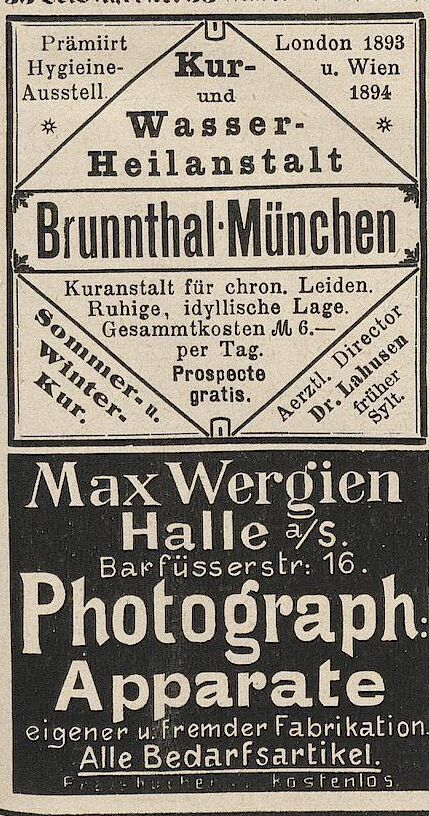 Prämiirt
Hygieine-
Ausstell.
London 1893
u. Wien
1894
Kur-
und
Wasser-
Heilanstalt
Brunnthal·München
Kuranstalt für chron. Leiden.
Ruhige, idyllische Lage.
Gesammtkosten ℳ 6.—
per Tag.
Prospecte
gratis.
Sommer- u.
Winter-
Kur.
Aerztl. Director
Dr. Lahusen
früher
Sylt.
Max Wergien
Halle a/S.
Barfüsserstr: 16.
Photograph:
Apparate
eigener u. fremder Fabrikation.
Alle Bedarfsartikel.
kostenlos